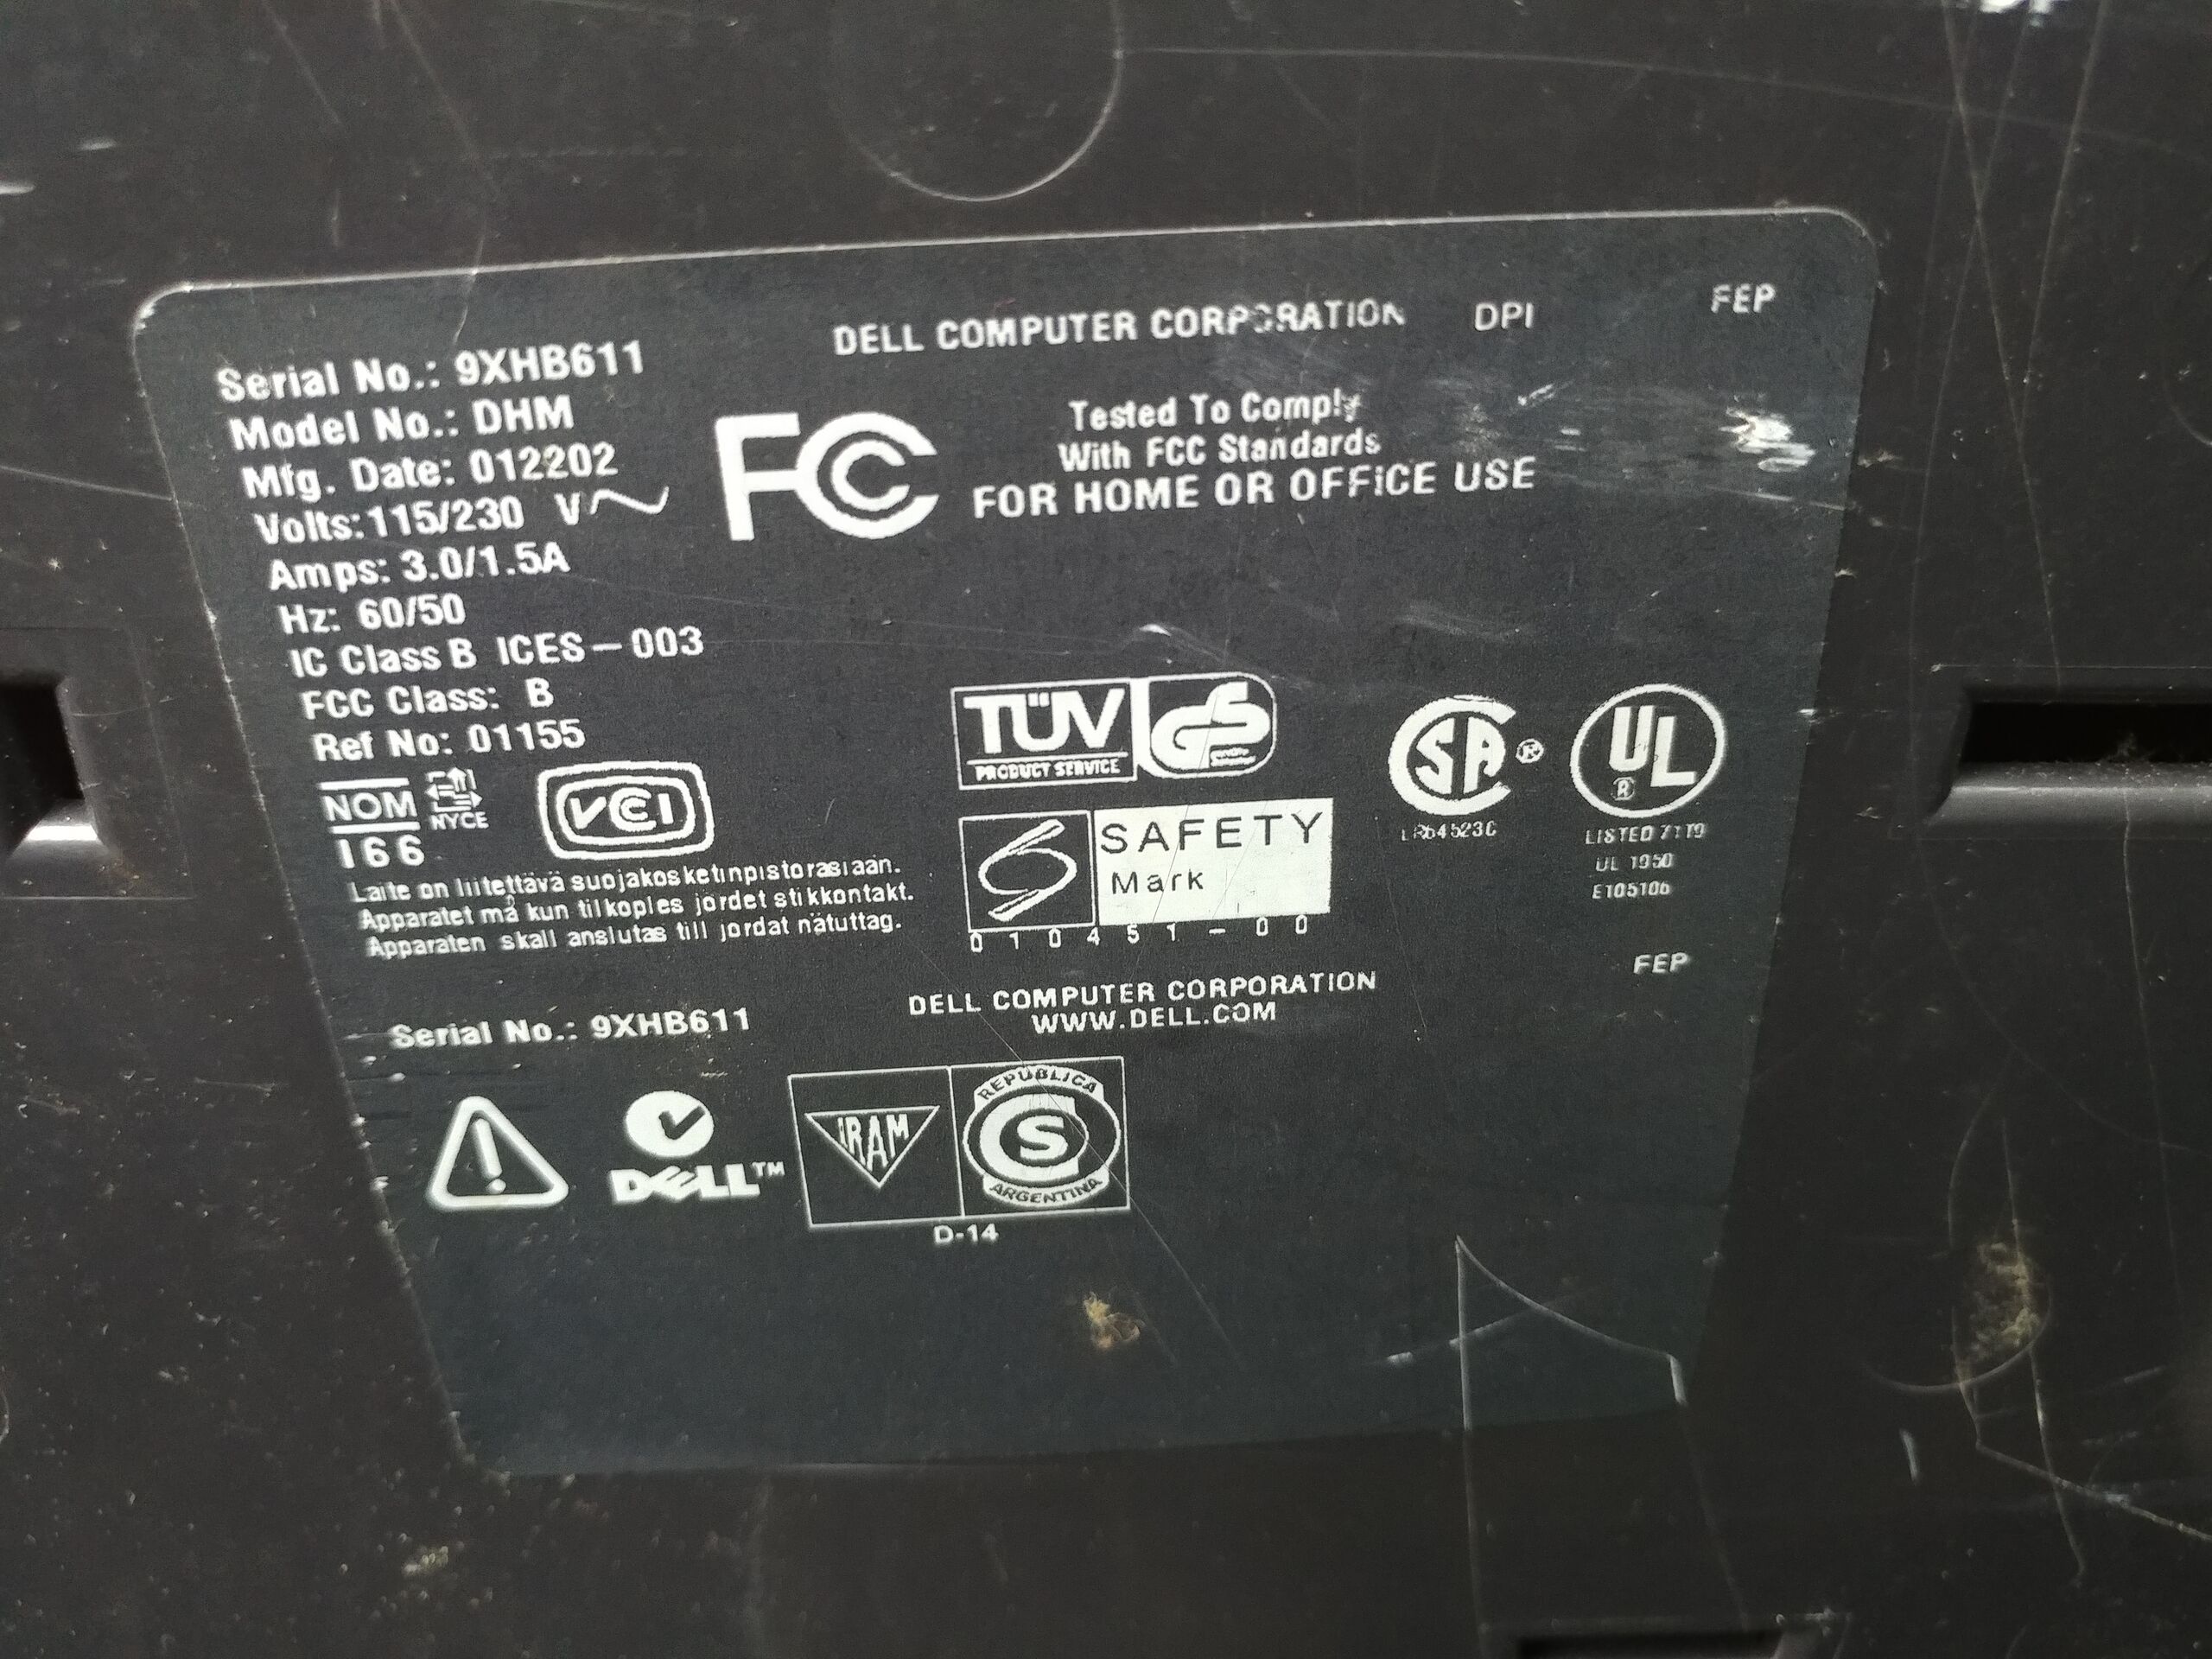 DELL COMPUTER CORPORATION DPI FEP
Serial No.: 9XHB611
Model No.: DHM
Mfg. Date: 012202
Volts: 115/230 V~
Amps: 3.0/1.5A
Hz: 60/50
IC Class B ICES-003
FCC Class: B
Ref No: 01155
FC
Tested To Comply
With FCC Standards
FOR HOME OR OFFICE USE
NOM
NYCE
166
VCCI
Laite on liitettävä suojakosketinpistorasiaan.
Apparatet må kun tilkoples jordet stikkontakt.
Apparaten skall anslutas till jordat nätuttag.
TÜV
PRODUCT SERVICE
GS
SAFETY
Mark
010451-00
SA®
UL
®
LISTED
UL 1950
E105106
FEP
Serial No.: 9XHB611
DELL COMPUTER CORPORATION
WWW.DELL.COM
!
DELL™
IRAM
REPUBLICA
S
ARGENTINA
D-14